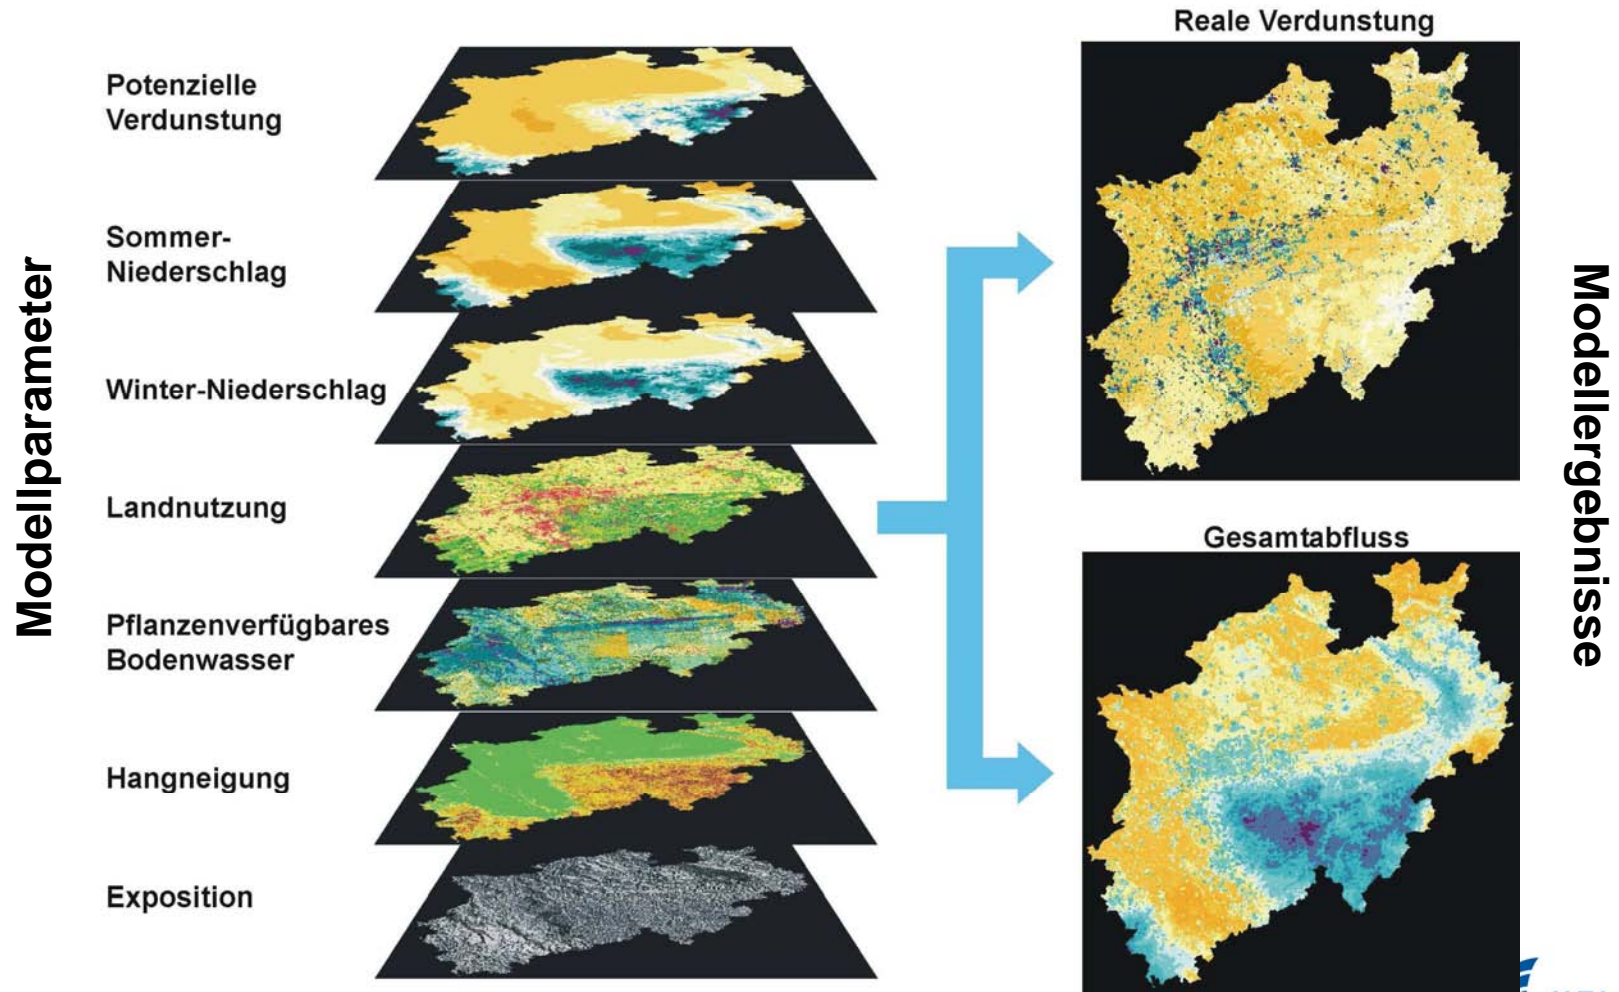 Modellparameter
Potenzielle
Verdunstung
Sommer-
Niederschlag
Winter-Niederschlag
Landnutzung
Pflanzenverfügbares
Bodenwasser
Hangneigung
Exposition
Reale Verdunstung
Gesamtabfluss
Modellergebnisse